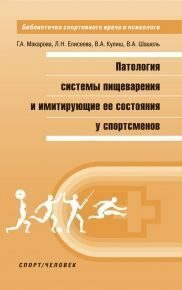 Библиотечка спортивного врача и психолога
Г.А. Макарова, Л.Н. Елисеева, В.А. Кулиш, В.А. Шашель
Патология
системы пищеварения
и имитирующие ее состояния
у спортсменов
СПОРТ/ЧЕЛОВЕК